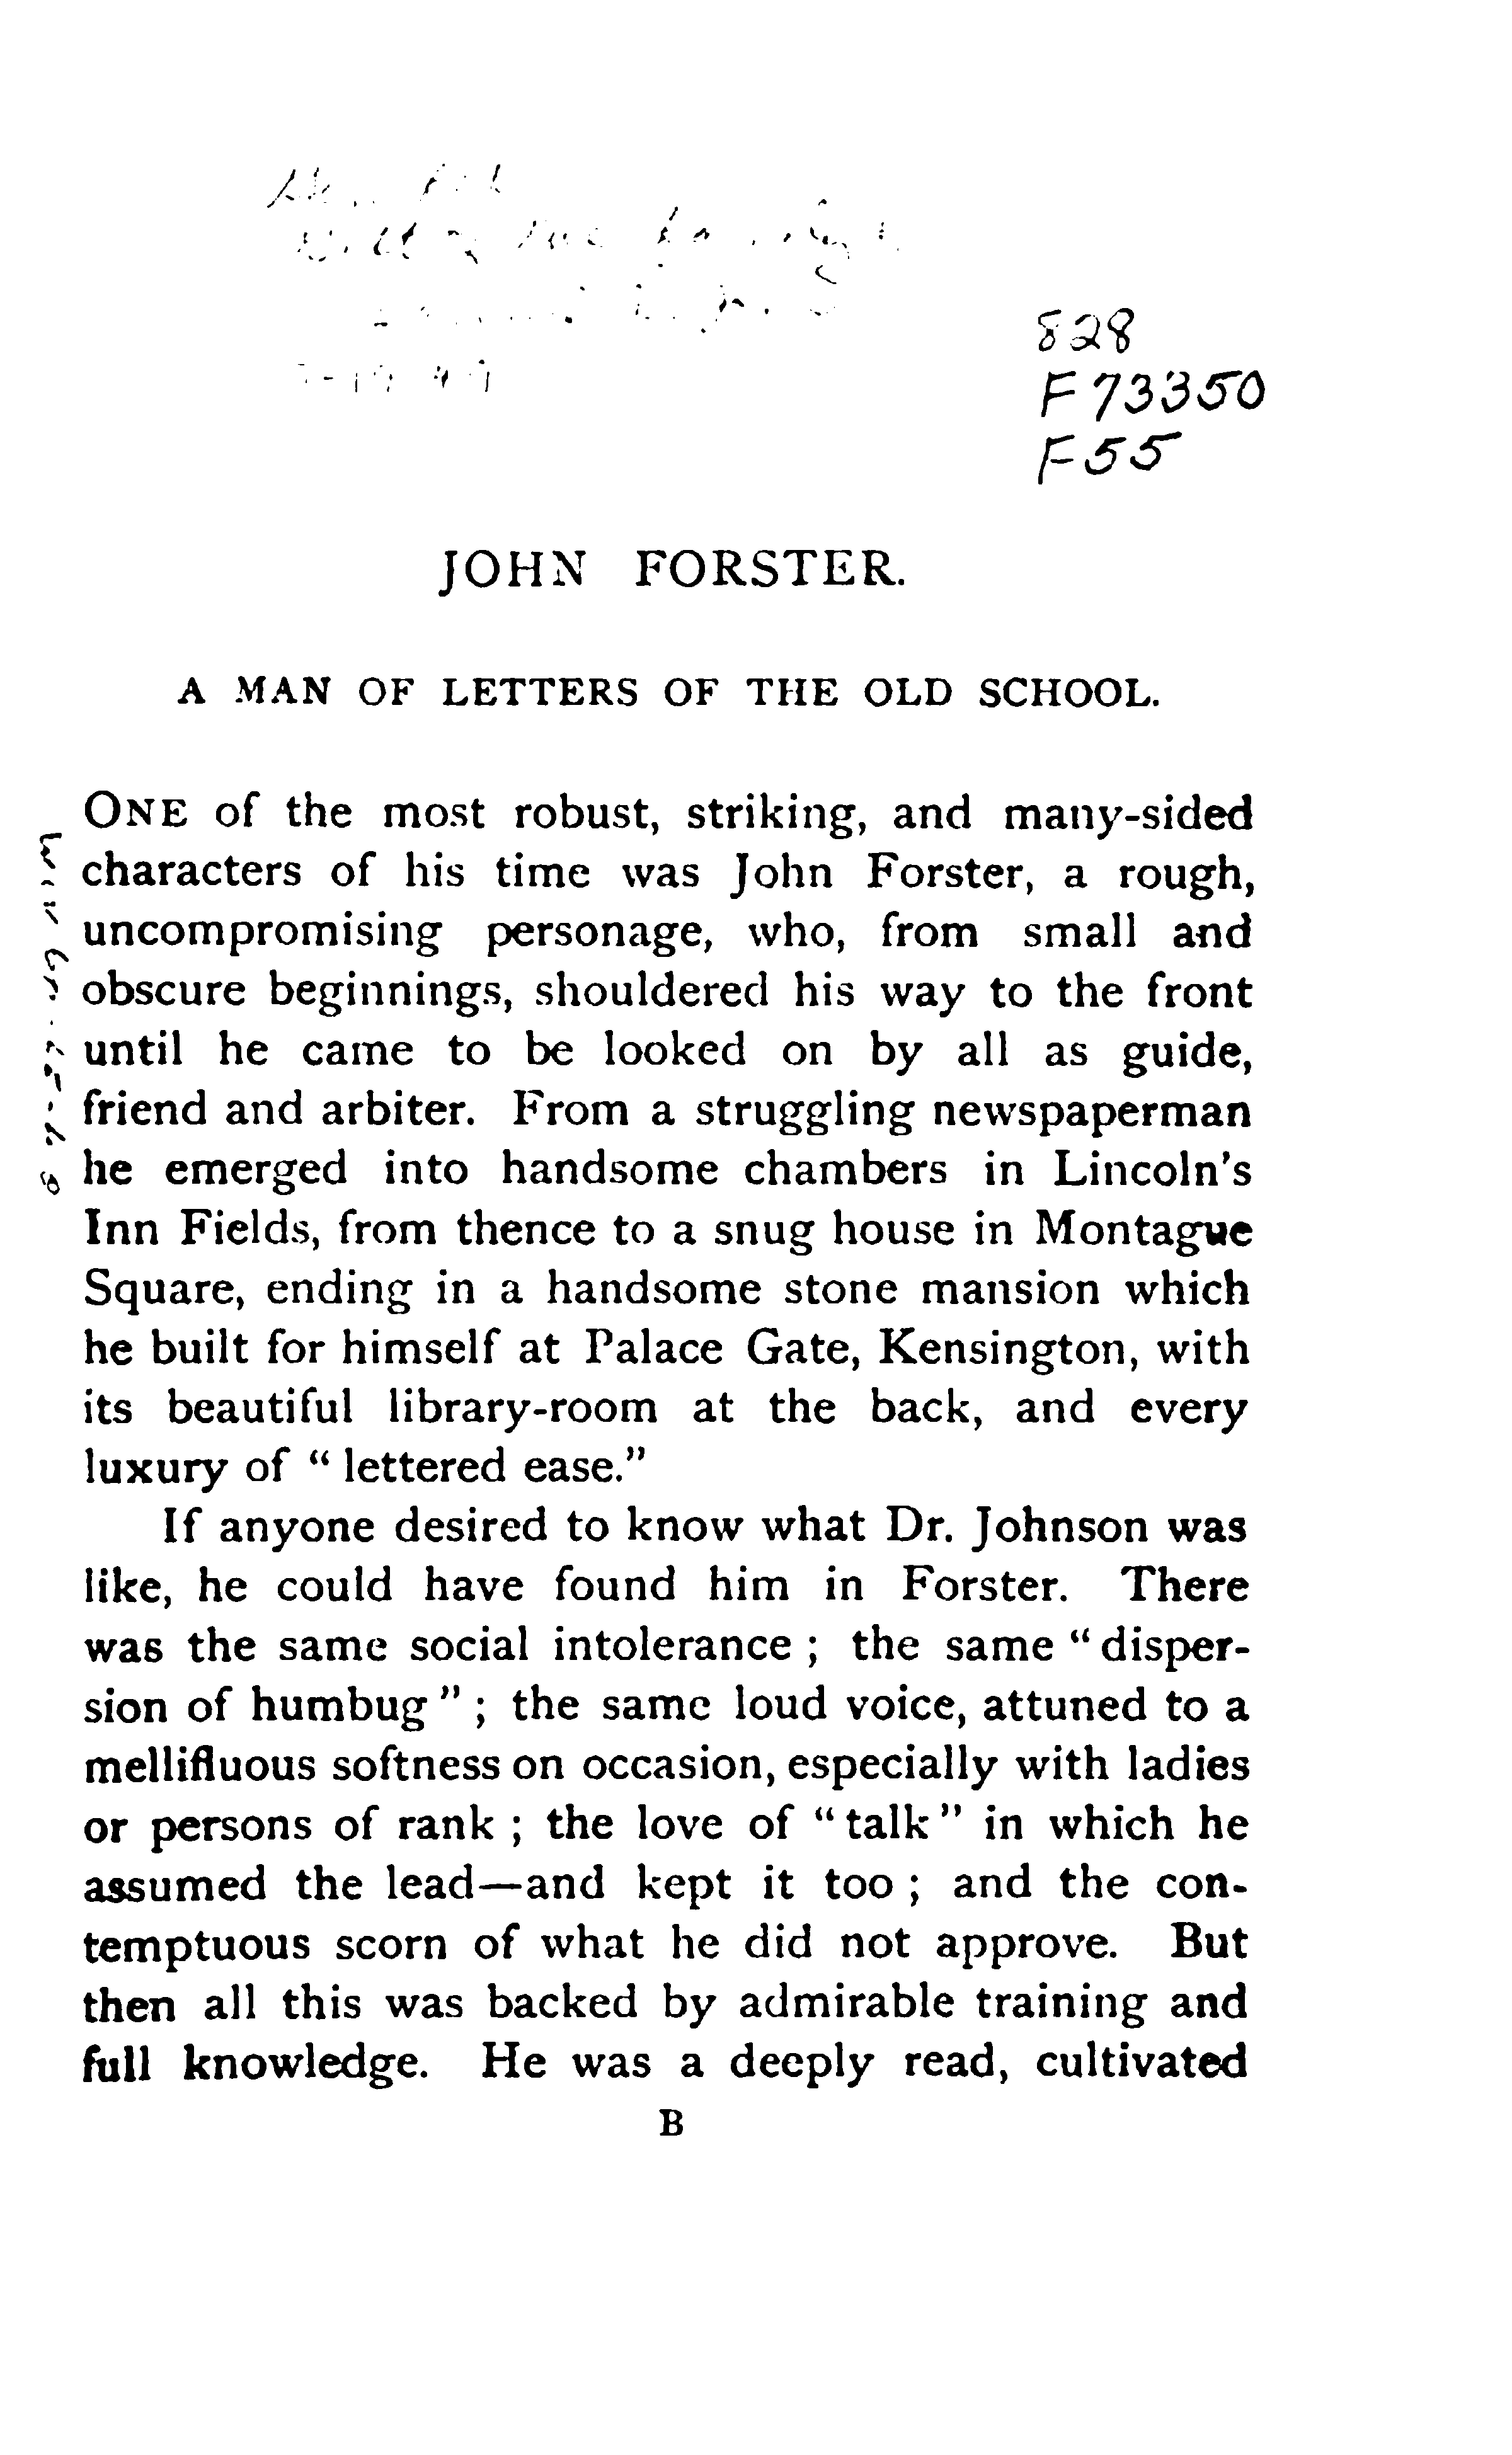 828
F73350
F55
JOHN FORSTER.
A MAN OF LETTERS OF THE OLD SCHOOL.
ONE of the most robust, striking, and many-sided
characters of his time was John Forster, a rough,
uncompromising personage, who, from small and
obscure beginnings, shouldered his way to the front
until he came to be looked on by all as guide,
friend and arbiter. From a struggling newspaperman
he emerged into handsome chambers in Lincoln's
Inn Fields, from thence to a snug house in Montague
Square, ending in a handsome stone mansion which
he built for himself at Palace Gate, Kensington, with
its beautiful library-room at the back, and every
luxury of “ lettered ease.”
If anyone desired to know what Dr. Johnson was
like, he could have found him in Forster. There
was the same social intolerance ; the same “ disper-
sion of humbug ” ; the same loud voice, attuned to a
mellifluous softness on occasion, especially with ladies
or persons of rank ; the love of “ talk ” in which he
assumed the lead—and kept it too ; and the con-
temptuous scorn of what he did not approve. But
then all this was backed by admirable training and
full knowledge. He was a deeply read, cultivated
B